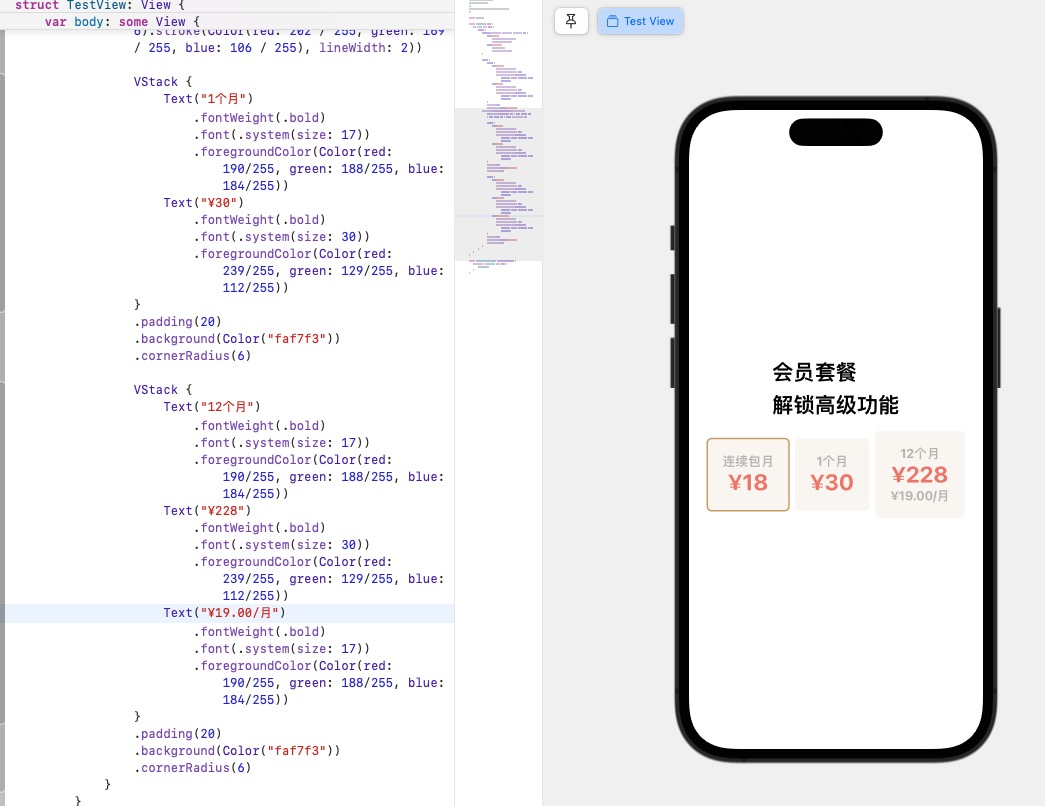 struct TestView: View {
var body: some View {
6).stroke(Color(red: 202 / 255, green: 169
/ 255, blue: 106 / 255), lineWidth: 2))
VStack {
Text("1个月")
.fontWeight(.bold)
.font(.system(size: 17))
.foregroundColor(Color(red:
190/255, green: 188/255, blue:
184/255))
Text("¥30")
.fontWeight(.bold)
.font(.system(size: 30))
.foregroundColor(Color(red:
239/255, green: 129/255, blue:
112/255))
}
.padding(20)
.background(Color("faf7f3"))
.cornerRadius(6)
VStack {
Text("12个月")
.fontWeight(.bold)
.font(.system(size: 17))
.foregroundColor(Color(red:
190/255, green: 188/255, blue:
184/255))
Text("¥228")
.fontWeight(.bold)
.font(.system(size: 30))
.foregroundColor(Color(red:
239/255, green: 129/255, blue:
112/255))
Text("¥19.00/月")
.fontWeight(.bold)
.font(.system(size: 17))
.foregroundColor(Color(red:
190/255, green: 188/255, blue:
184/255))
}
.padding(20)
.background(Color("faf7f3"))
.cornerRadius(6)
}
}
Test View
会员套餐
解锁高级功能
连续包月
¥18
1个月
¥30
12个月
¥228
¥19.00/月